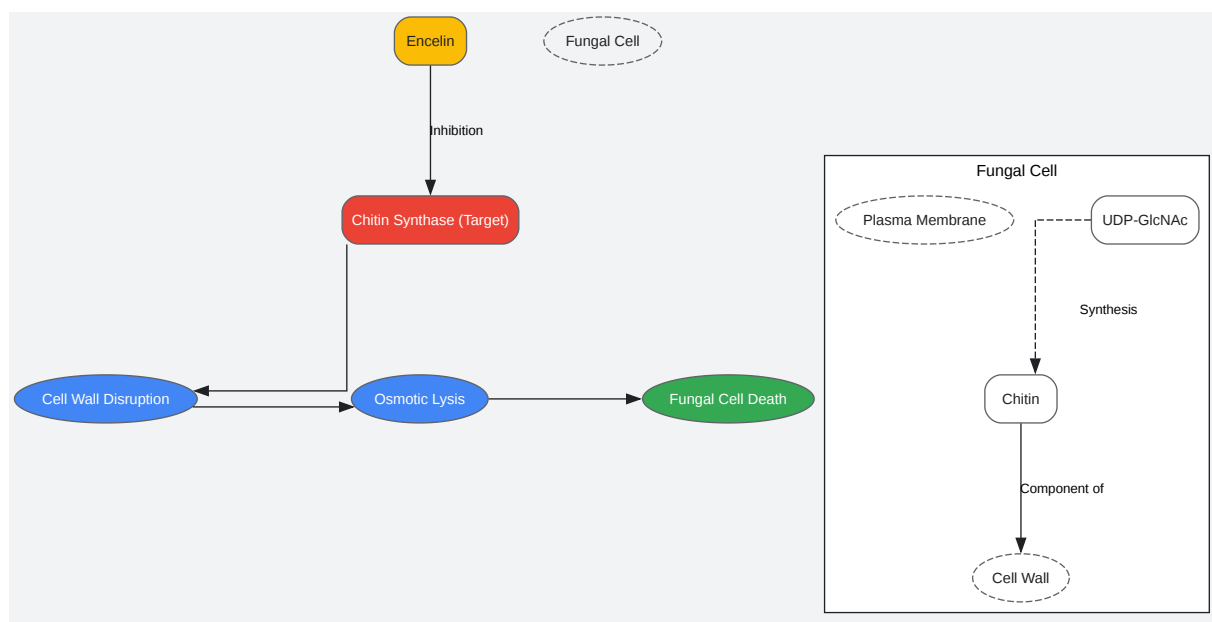 Encelin
Fungal Cell
Inhibition
Fungal Cell
Chitin Synthase (Target)
Plasma Membrane
UDP-GlcNAc
Synthesis
Cell Wall Disruption
Osmotic Lysis
Fungal Cell Death
Chitin
Component of
Cell Wall